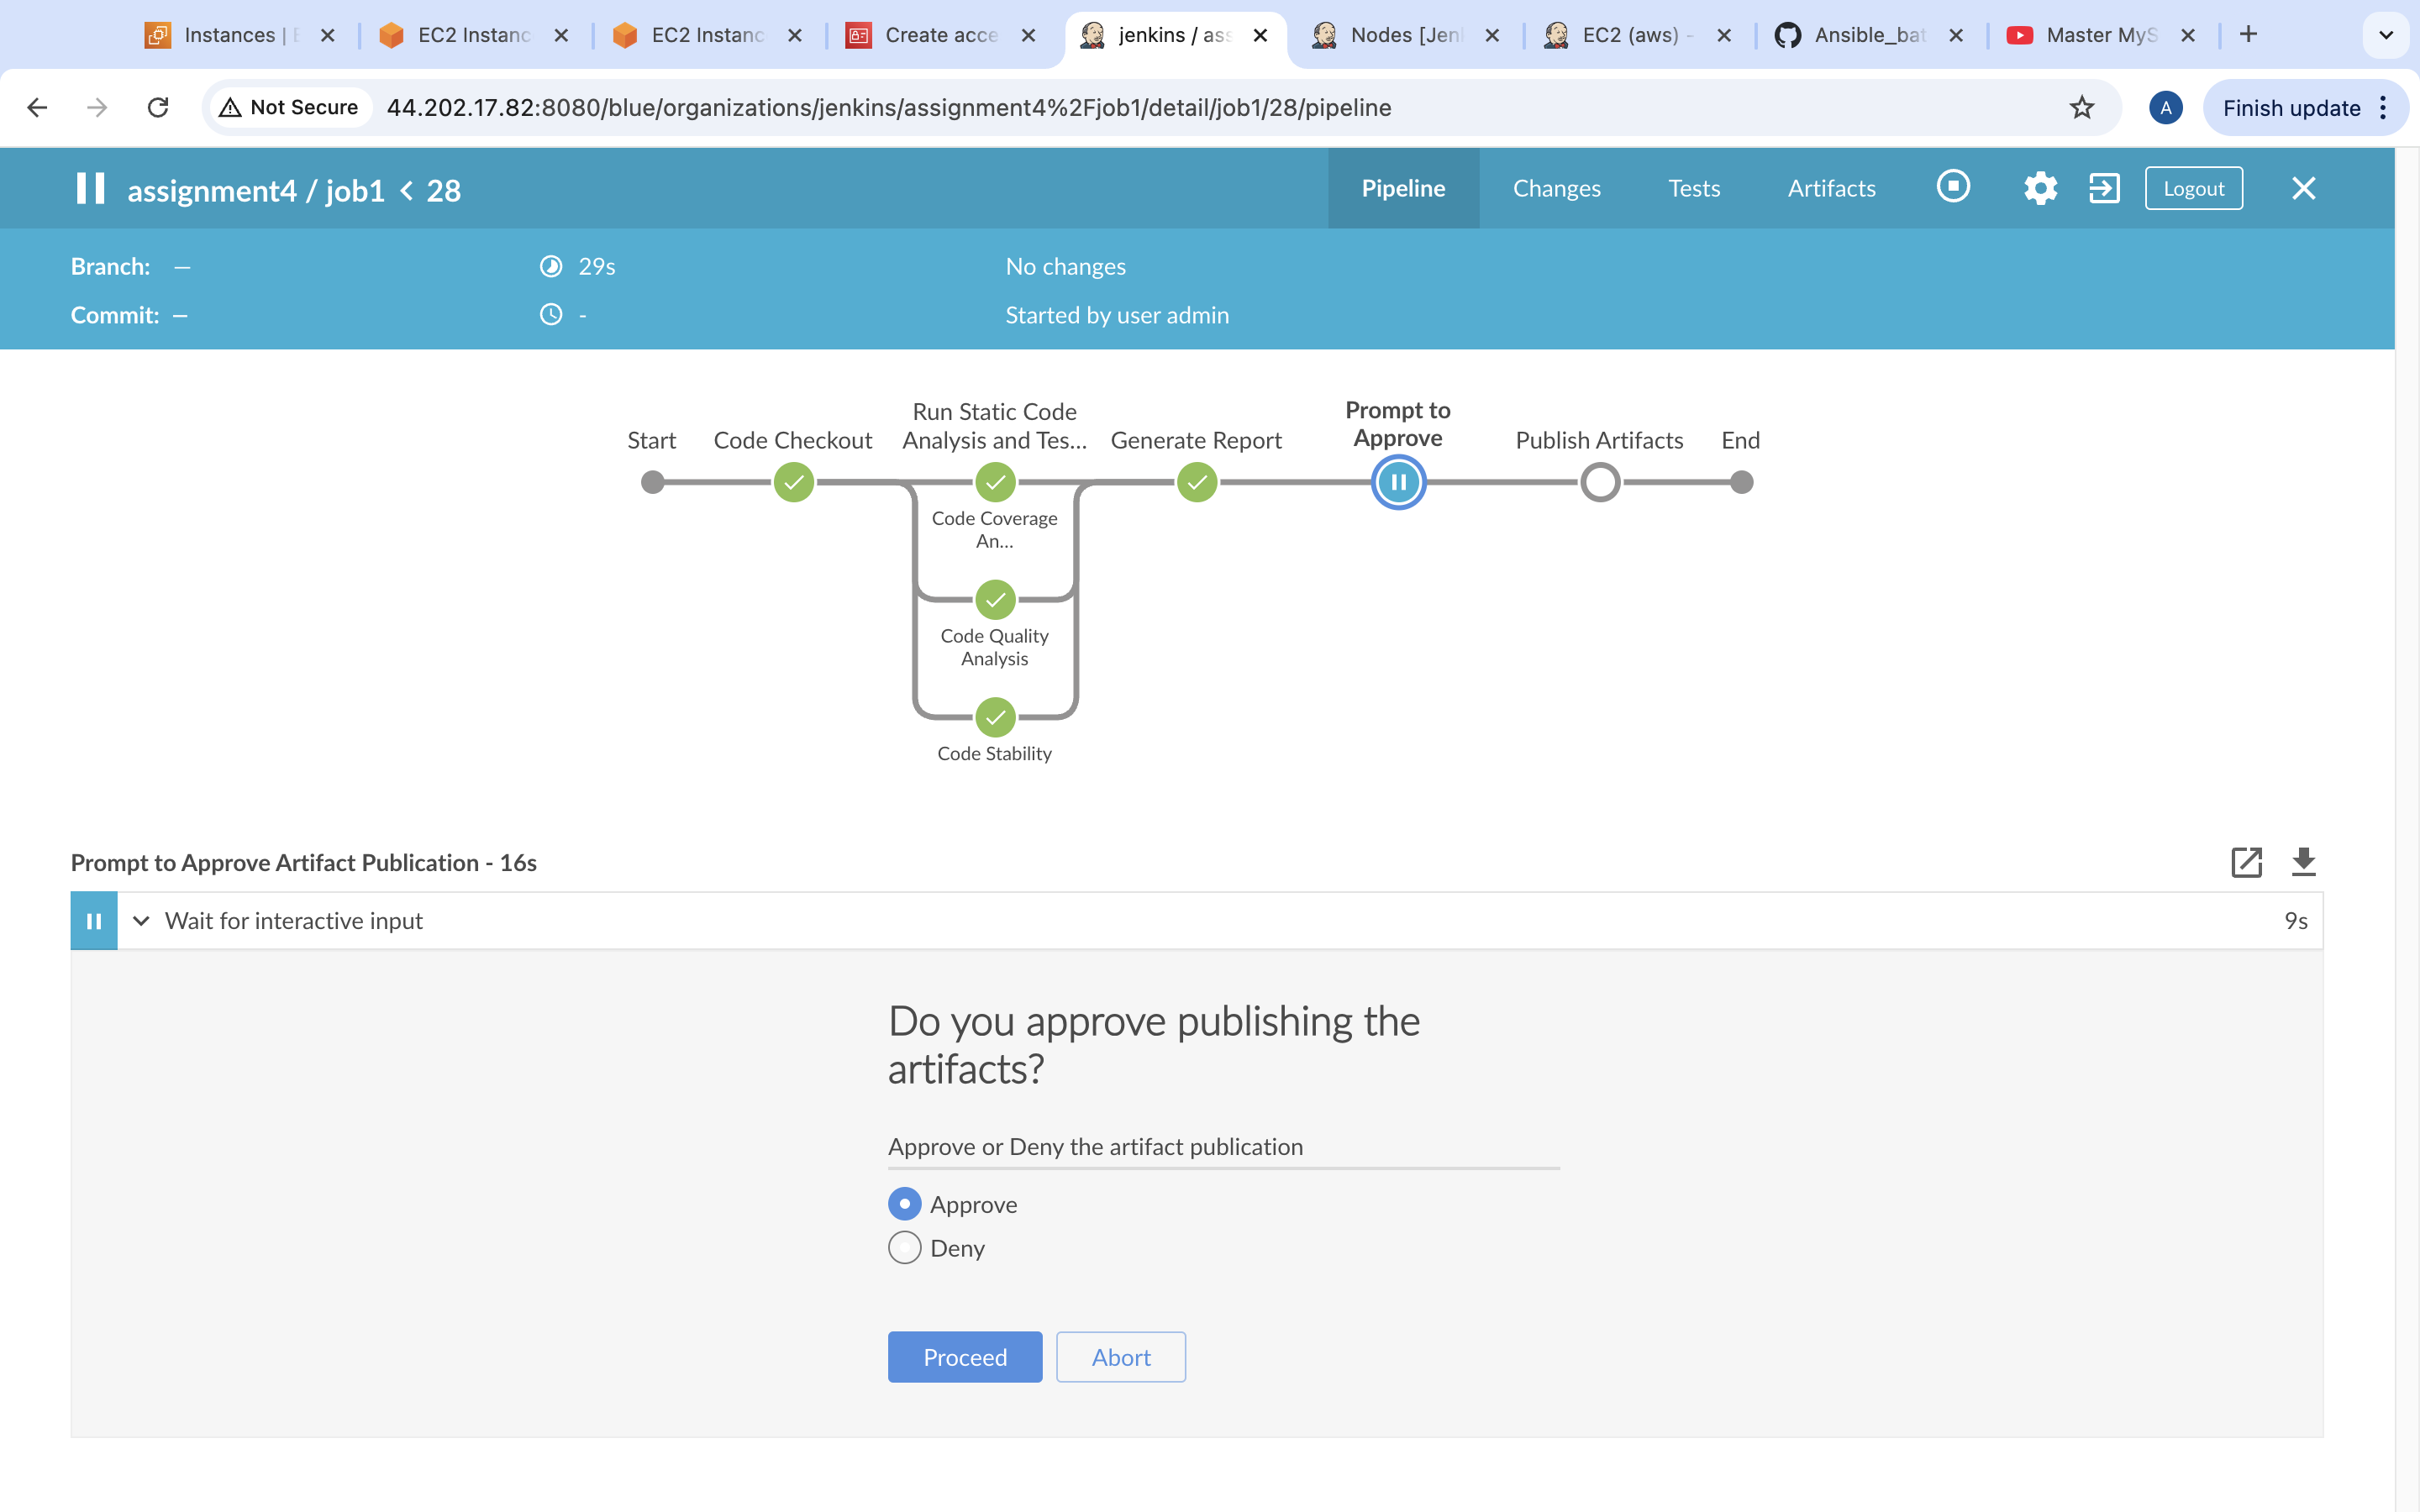 Instances | E
EC2 Instanc
EC2 Instanc
Create acce
jenkins / ass
Nodes [Jenl
EC2 (aws) -
Ansible_bat
Master MyS
Not Secure
44.202.17.82:8080/blue/organizations/jenkins/assignment4%2Fjob1/detail/job1/28/pipeline
A
Finish update
assignment4 / job1 < 28
Pipeline
Changes
Tests
Artifacts
Logout
Branch: —
29s
No changes
Commit: —
-
Started by user admin
Start
Code Checkout
Run Static Code
Analysis and Tes...
Generate Report
Prompt to
Approve
Publish Artifacts
End
Code Coverage
An...
Code Quality
Analysis
Code Stability
Prompt to Approve Artifact Publication - 16s
Wait for interactive input
9s
Do you approve publishing the
artifacts?
Approve or Deny the artifact publication
Approve
Deny
Proceed
Abort